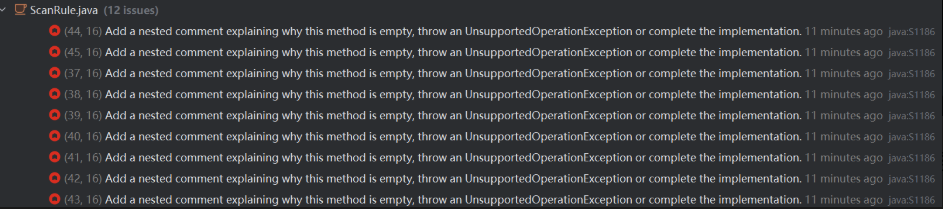 ScanRule.java (12 issues)
(44, 16) Add a nested comment explaining why this method is empty, throw an UnsupportedOperationException or complete the implementation. 11 minutes ago java:S1186
(45, 16) Add a nested comment explaining why this method is empty, throw an UnsupportedOperationException or complete the implementation. 11 minutes ago java:S1186
(37, 16) Add a nested comment explaining why this method is empty, throw an UnsupportedOperationException or complete the implementation. 11 minutes ago java:S1186
(38, 16) Add a nested comment explaining why this method is empty, throw an UnsupportedOperationException or complete the implementation. 11 minutes ago java:S1186
(39, 16) Add a nested comment explaining why this method is empty, throw an UnsupportedOperationException or complete the implementation. 11 minutes ago java:S1186
(40, 16) Add a nested comment explaining why this method is empty, throw an UnsupportedOperationException or complete the implementation. 11 minutes ago java:S1186
(41, 16) Add a nested comment explaining why this method is empty, throw an UnsupportedOperationException or complete the implementation. 11 minutes ago java:S1186
(42, 16) Add a nested comment explaining why this method is empty, throw an UnsupportedOperationException or complete the implementation. 11 minutes ago java:S1186
(43, 16) Add a nested comment explaining why this method is empty, throw an UnsupportedOperationException or complete the implementation. 11 minutes ago java:S1186